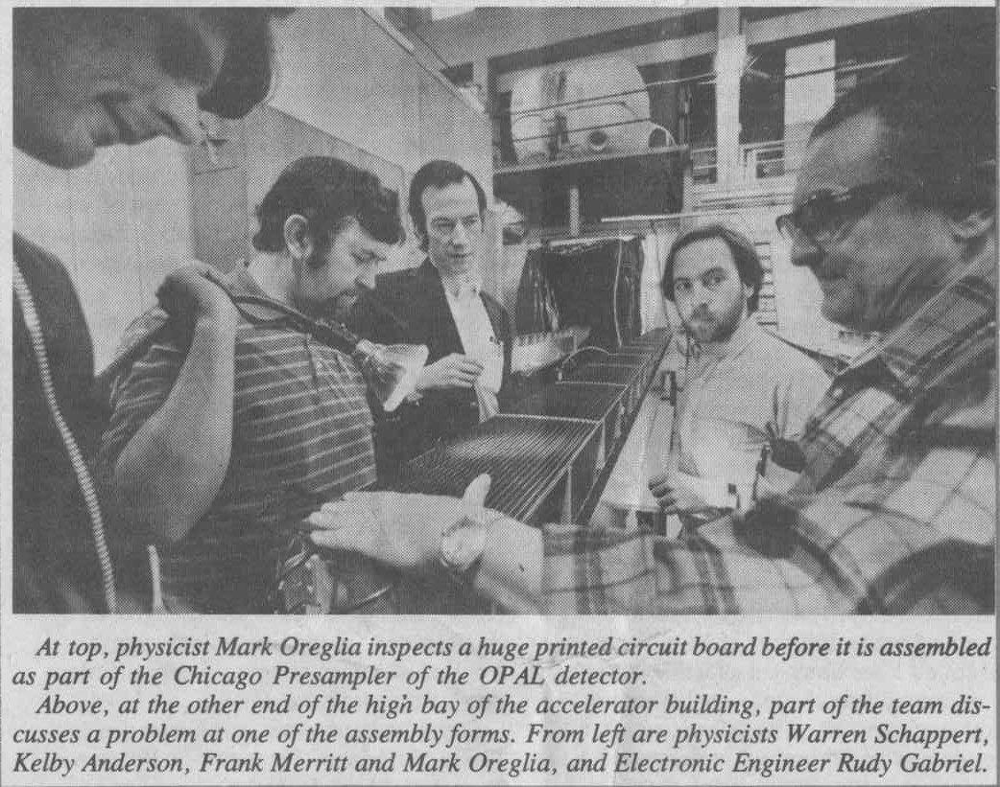 At top, physicist Mark Oreglia inspects a huge printed circuit board before it is assembled
as part of the Chicago Presampler of the OPAL detector.
Above, at the other end of the high bay of the accelerator building, part of the team dis-
cusses a problem at one of the assembly forms. From left are physicists Warren Schappert,
Kelby Anderson, Frank Merritt and Mark Oreglia, and Electronic Engineer Rudy Gabriel.